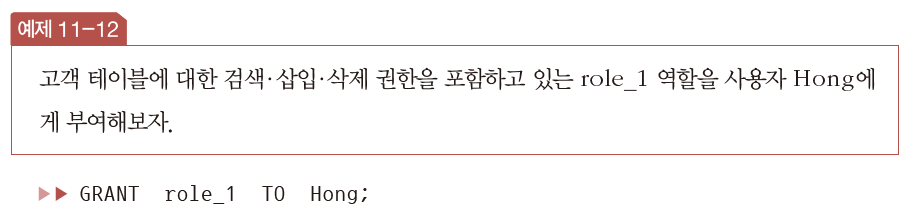 예제 11-12
고객 테이블에 대한 검색·삽입·삭제 권한을 포함하고 있는 role_1 역할을 사용자 Hong에
게 부여해보자.
▶▶ GRANT role_1 TO Hong;